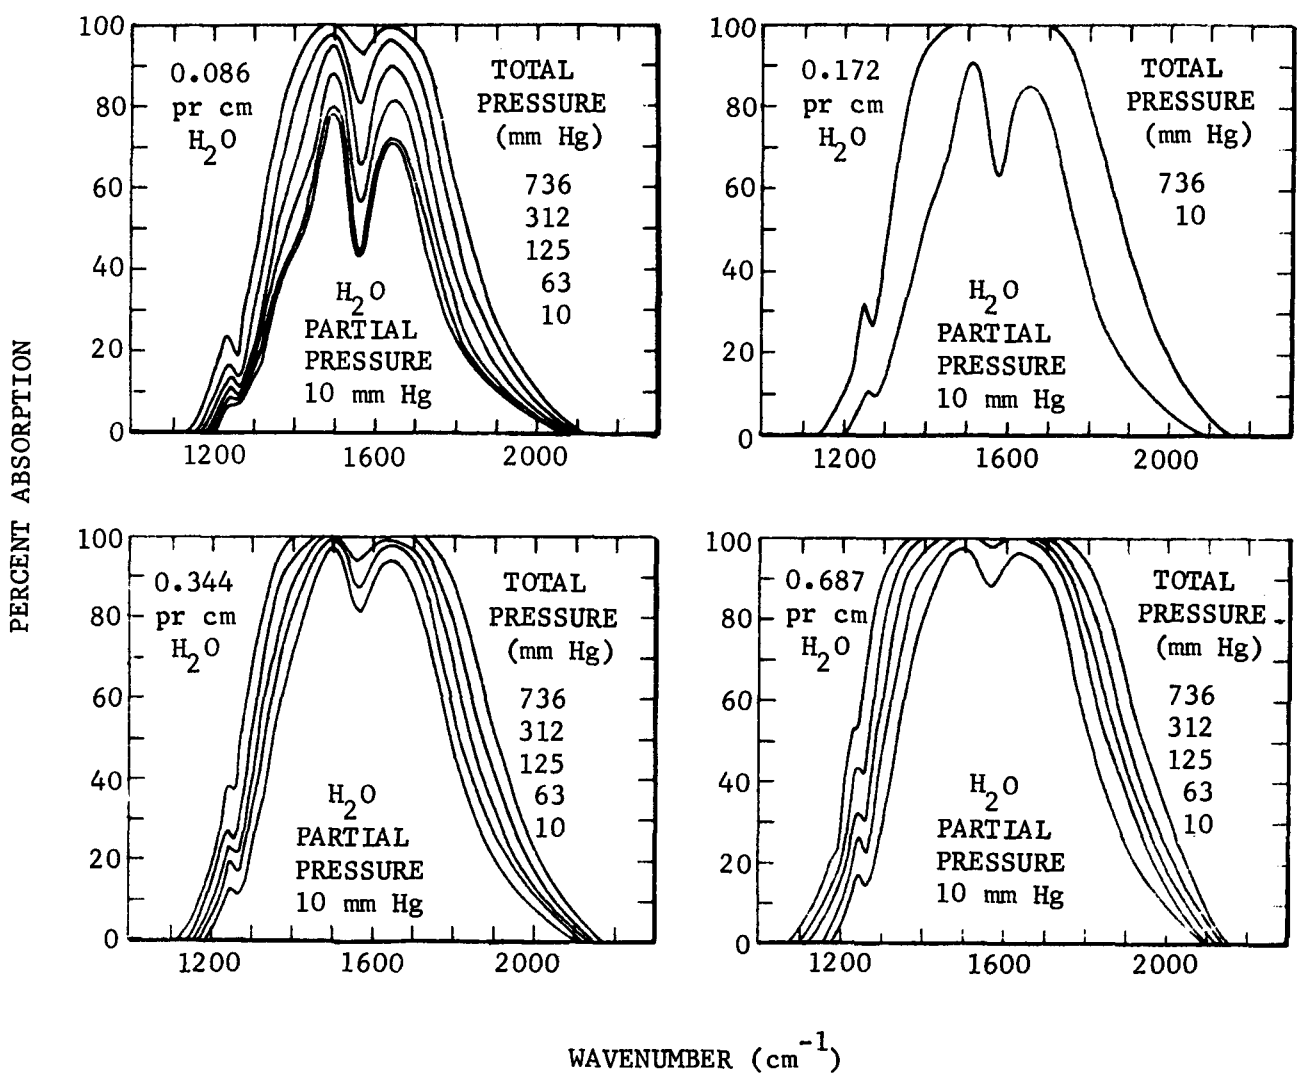 PERCENT ABSORPTION
100
80
60
40
20
0
0.086
pr cm
H2O
TOTAL
PRESSURE
(mm Hg)
736
312
125
63
10
H2O
PARTIAL
PRESSURE
10 mm Hg
1200 1600 2000
100
80
60
40
20
0
0.172
pr cm
H2O
TOTAL
PRESSURE
(mm Hg)
736
10
H2O
PARTIAL
PRESSURE
10 mm Hg
1200 1600 2000
100
80
60
40
20
0
0.344
pr cm
H2O
TOTAL
PRESSURE
(mm Hg)
736
312
125
63
10
H2O
PARTIAL
PRESSURE
10 mm Hg
1200 1600 2000
100
80
60
40
20
0
0.687
pr cm
H2O
TOTAL
PRESSURE
(mm Hg)
736
312
125
63
10
H2O
PARTIAL
PRESSURE
10 mm Hg
1200 1600 2000
WAVENUMBER (cm-1)